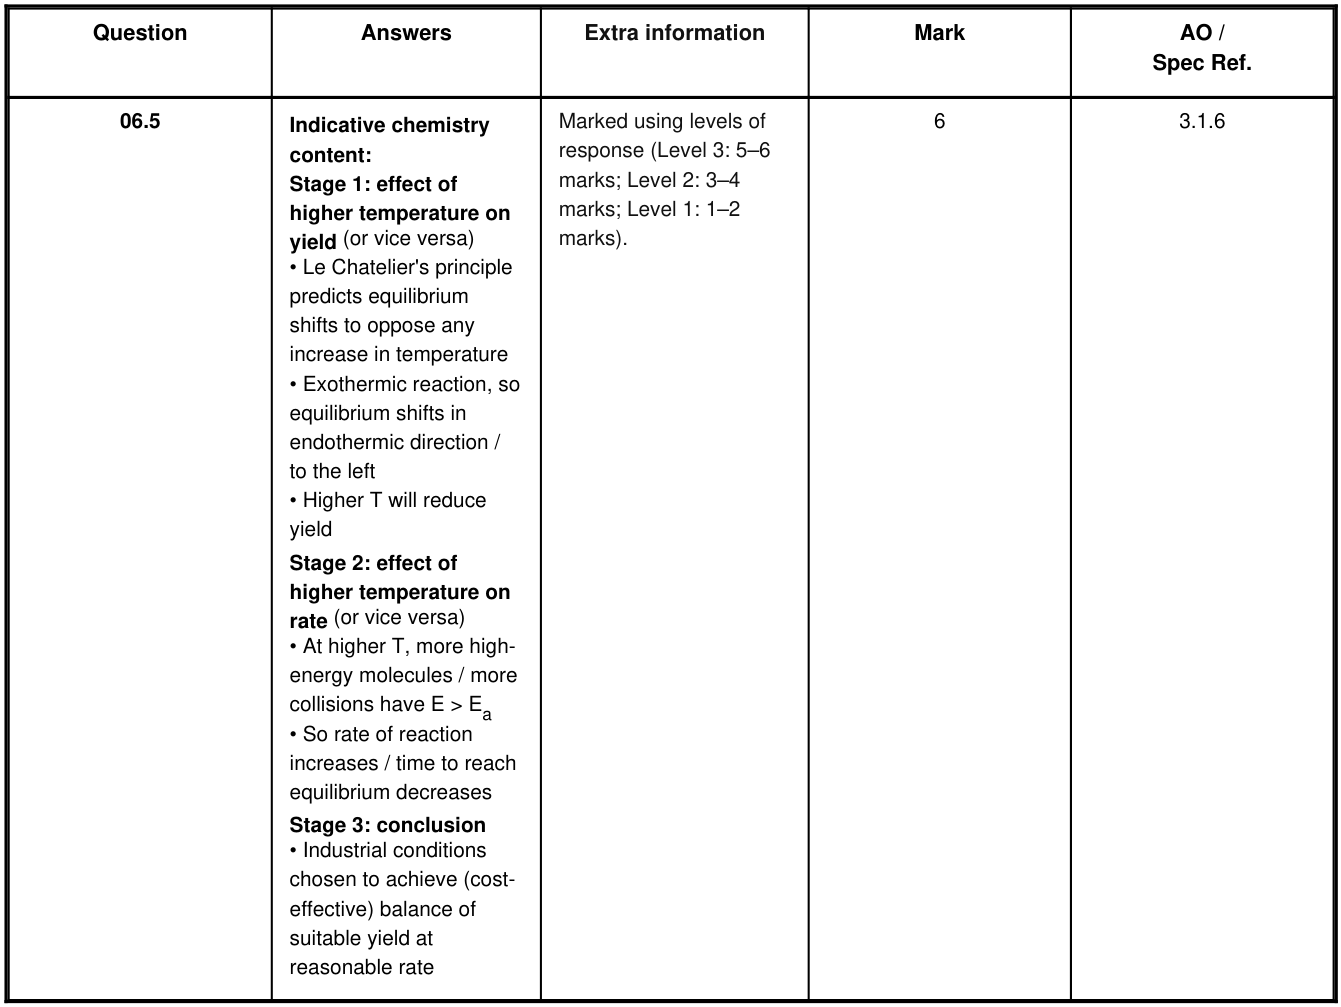 Question
Answers
Extra information
Mark
AO /
Spec Ref.
06.5
Indicative chemistry
content:
Stage 1: effect of
higher temperature on
yield (or vice versa)
• Le Chatelier's principle
predicts equilibrium
shifts to oppose any
increase in temperature
• Exothermic reaction, so
equilibrium shifts in
endothermic direction /
to the left
• Higher T will reduce
yield
Stage 2: effect of
higher temperature on
rate (or vice versa)
• At higher T, more high-
energy molecules / more
collisions have E > Ea
• So rate of reaction
increases / time to reach
equilibrium decreases
Stage 3: conclusion
• Industrial conditions
chosen to achieve (cost-
effective) balance of
suitable yield at
reasonable rate
Marked using levels of
response (Level 3: 5–6
marks; Level 2: 3–4
marks; Level 1: 1–2
marks).
6
3.1.6